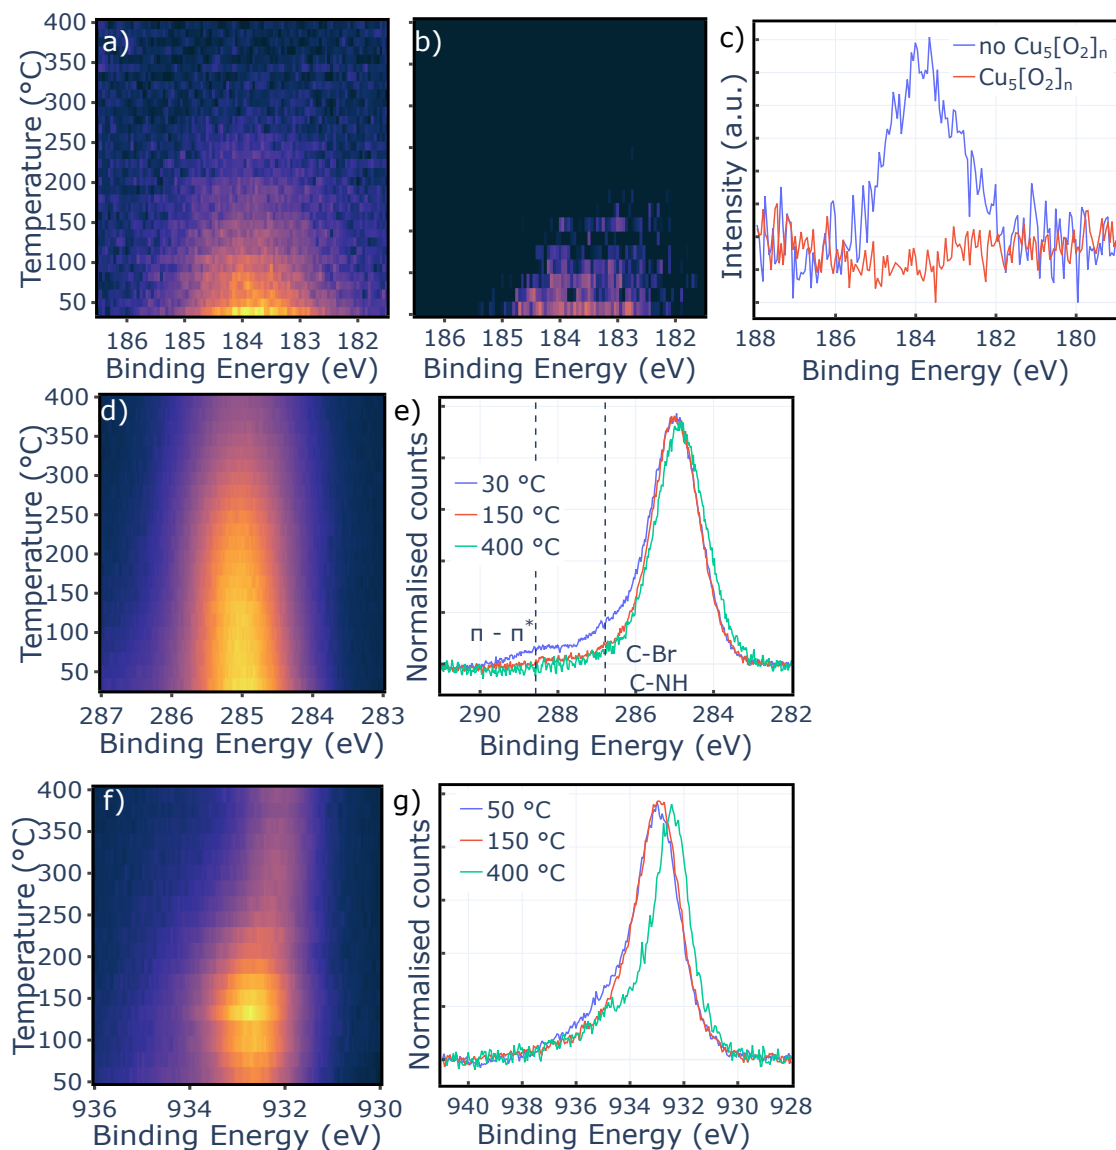 a)
400
350
300
250
200
150
100
50
Temperature (°C)
186 185 184 183 182
Binding Energy (eV)
b)
186 185 184 183 182
Binding Energy (eV)
c)
no Cu₅[O₂]ₙ
Cu₅[O₂]ₙ
Intensity (a.u.)
188 186 184 182 180
Binding Energy (eV)
d)
400
350
300
250
200
150
100
50
Temperature (°C)
287 286 285 284 283
Binding Energy (eV)
e)
30 °C
150 °C
400 °C
π - π*
C-Br
C-NH
Normalised counts
290 288 286 284 282
Binding Energy (eV)
f)
400
350
300
250
200
150
100
50
Temperature (°C)
936 934 932 930
Binding Energy (eV)
g)
50 °C
150 °C
400 °C
Normalised counts
940 938 936 934 932 930 928
Binding Energy (eV)